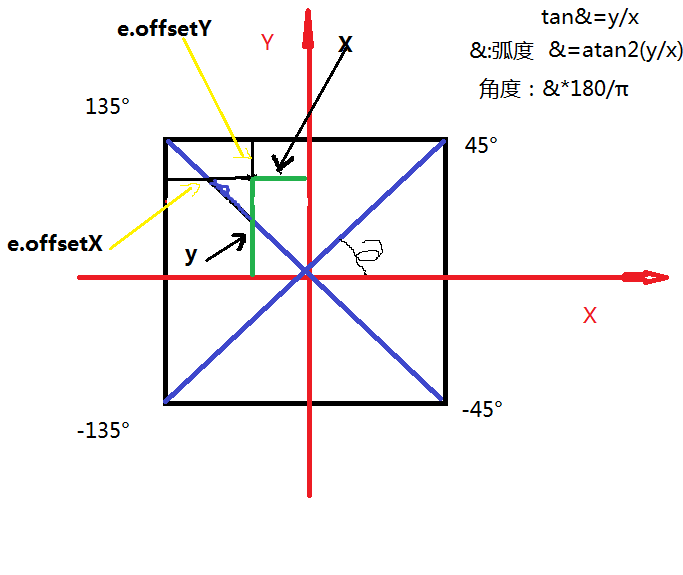 tan&=y/x
e.offsetY
Y
X
&:弧度 &=atan2(y/x)
角度：&*180/π
135°
45°
e.offsetX
y
X
-135°
-45°